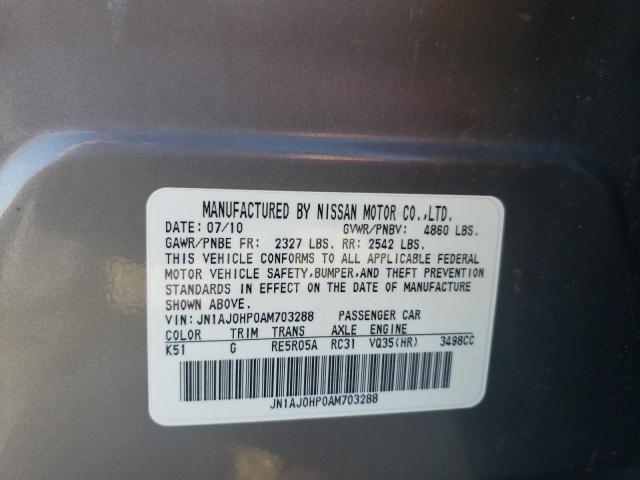 MANUFACTURED BY NISSAN MOTOR CO.,LTD.
DATE: 07/10 GVWR/PNBV: 4860 LBS.
GAWR/PNBE FR: 2327 LBS. RR: 2542 LBS.
THIS VEHICLE CONFORMS TO ALL APPLICABLE FEDERAL
MOTOR VEHICLE SAFETY,BUMPER,AND THEFT PREVENTION
STANDARDS IN EFFECT ON THE DATE OF MANUFACTURE
SHOWN ABOVE.
VIN:JN1AJ0HP0AM703288 PASSENGER CAR
COLOR TRIM TRANS AXLE ENGINE
K51 G RE5R05A RC31 VQ35(HR) 3498CC
JN1AJ0HP0AM703288